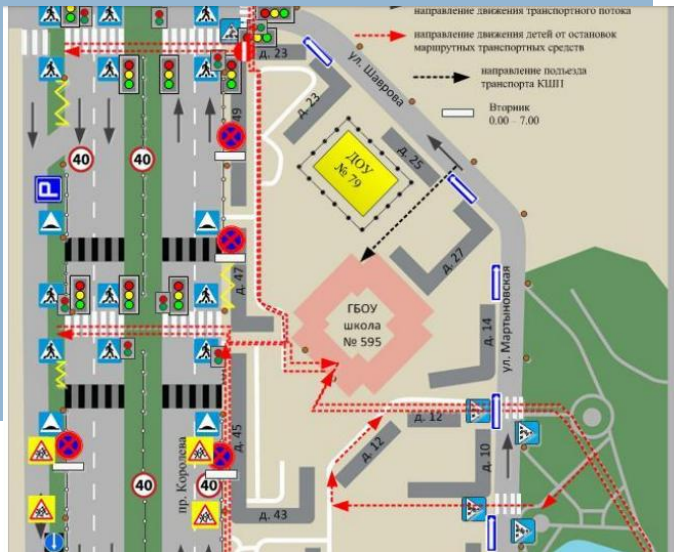 направление движения транспортного потока
направление движения детей от остановок
маршрутных транспортных средств
направление подъезда
транспорта КШП
Вторник
0.00 – 7.00
д. 23
ул. Шаврова
д. 23
49
ДОУ
№ 79
д. 25
40
40
P
д. 27
д. 47
ГБОУ
школа
№ 595
ул. Мартыновская
д. 14
д. 12
д. 12
д. 10
д. 45
пр. Королева
40
40
д. 43